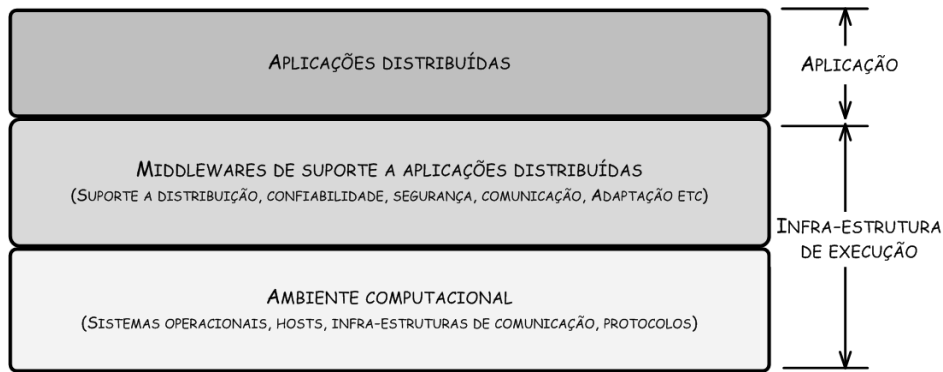 APLICAÇÕES DISTRIBUÍDAS
APLICAÇÃO
MIDDLEWARES DE SUPORTE A APLICAÇÕES DISTRIBUÍDAS
(SUPORTE A DISTRIBUIÇÃO, CONFIABILIDADE, SEGURANÇA, COMUNICAÇÃO, ADAPTAÇÃO ETC)
INFRA-ESTRUTURA
DE EXECUÇÃO
AMBIENTE COMPUTACIONAL
(SISTEMAS OPERACIONAIS, HOSTS, INFRA-ESTRUTURAS DE COMUNICAÇÃO, PROTOCOLOS)